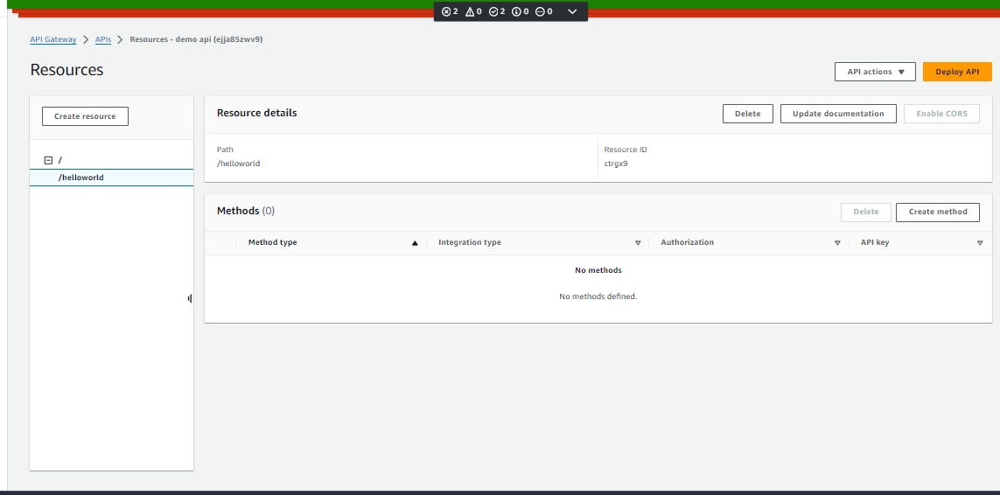 2 0 2 0 0
API Gateway > APIs > Resources - demo api (ejja85zwv9)
Resources
API actions
Deploy API
Create resource
/
/helloworld
Resource details
Delete
Update documentation
Enable CORS
Path
/helloworld
Resource ID
ctrgx9
Methods (0)
Delete
Create method
Method type
Integration type
Authorization
API key
No methods
No methods defined.